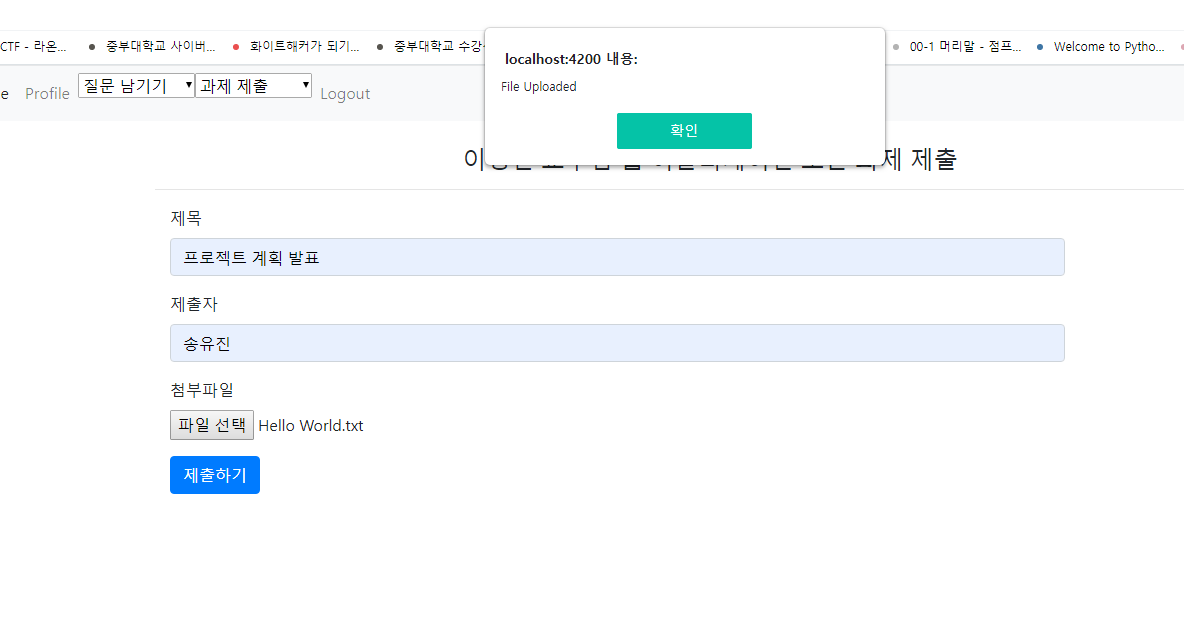 CTF - 라온... 중부대학교 사이버... 화이트해커가 되기... 중부대학교 수강 00-1 머리말 - 점프... Welcome to Pytho...
localhost:4200 내용:
File Uploaded
확인
e Profile 질문 남기기 과제 제출 Logout
과제 제출
제목
프로젝트 계획 발표
제출자
송유진
첨부파일
파일 선택 Hello World.txt
제출하기